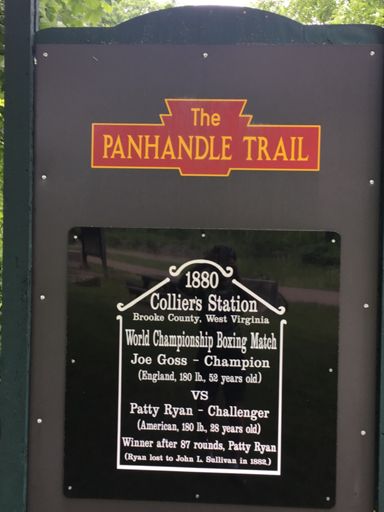 The
PANHANDLE TRAIL
1880
Collier's Station
Brooke County, West Virginia
World Championship Boxing Match
Joe Goss - Champion
(England, 180 lb., 52 years old)
VS
Patty Ryan - Challenger
(American, 180 lb., 28 years old)
Winner after 87 rounds, Patty Ryan
(Ryan lost to John L. Sullivan in 1882.)